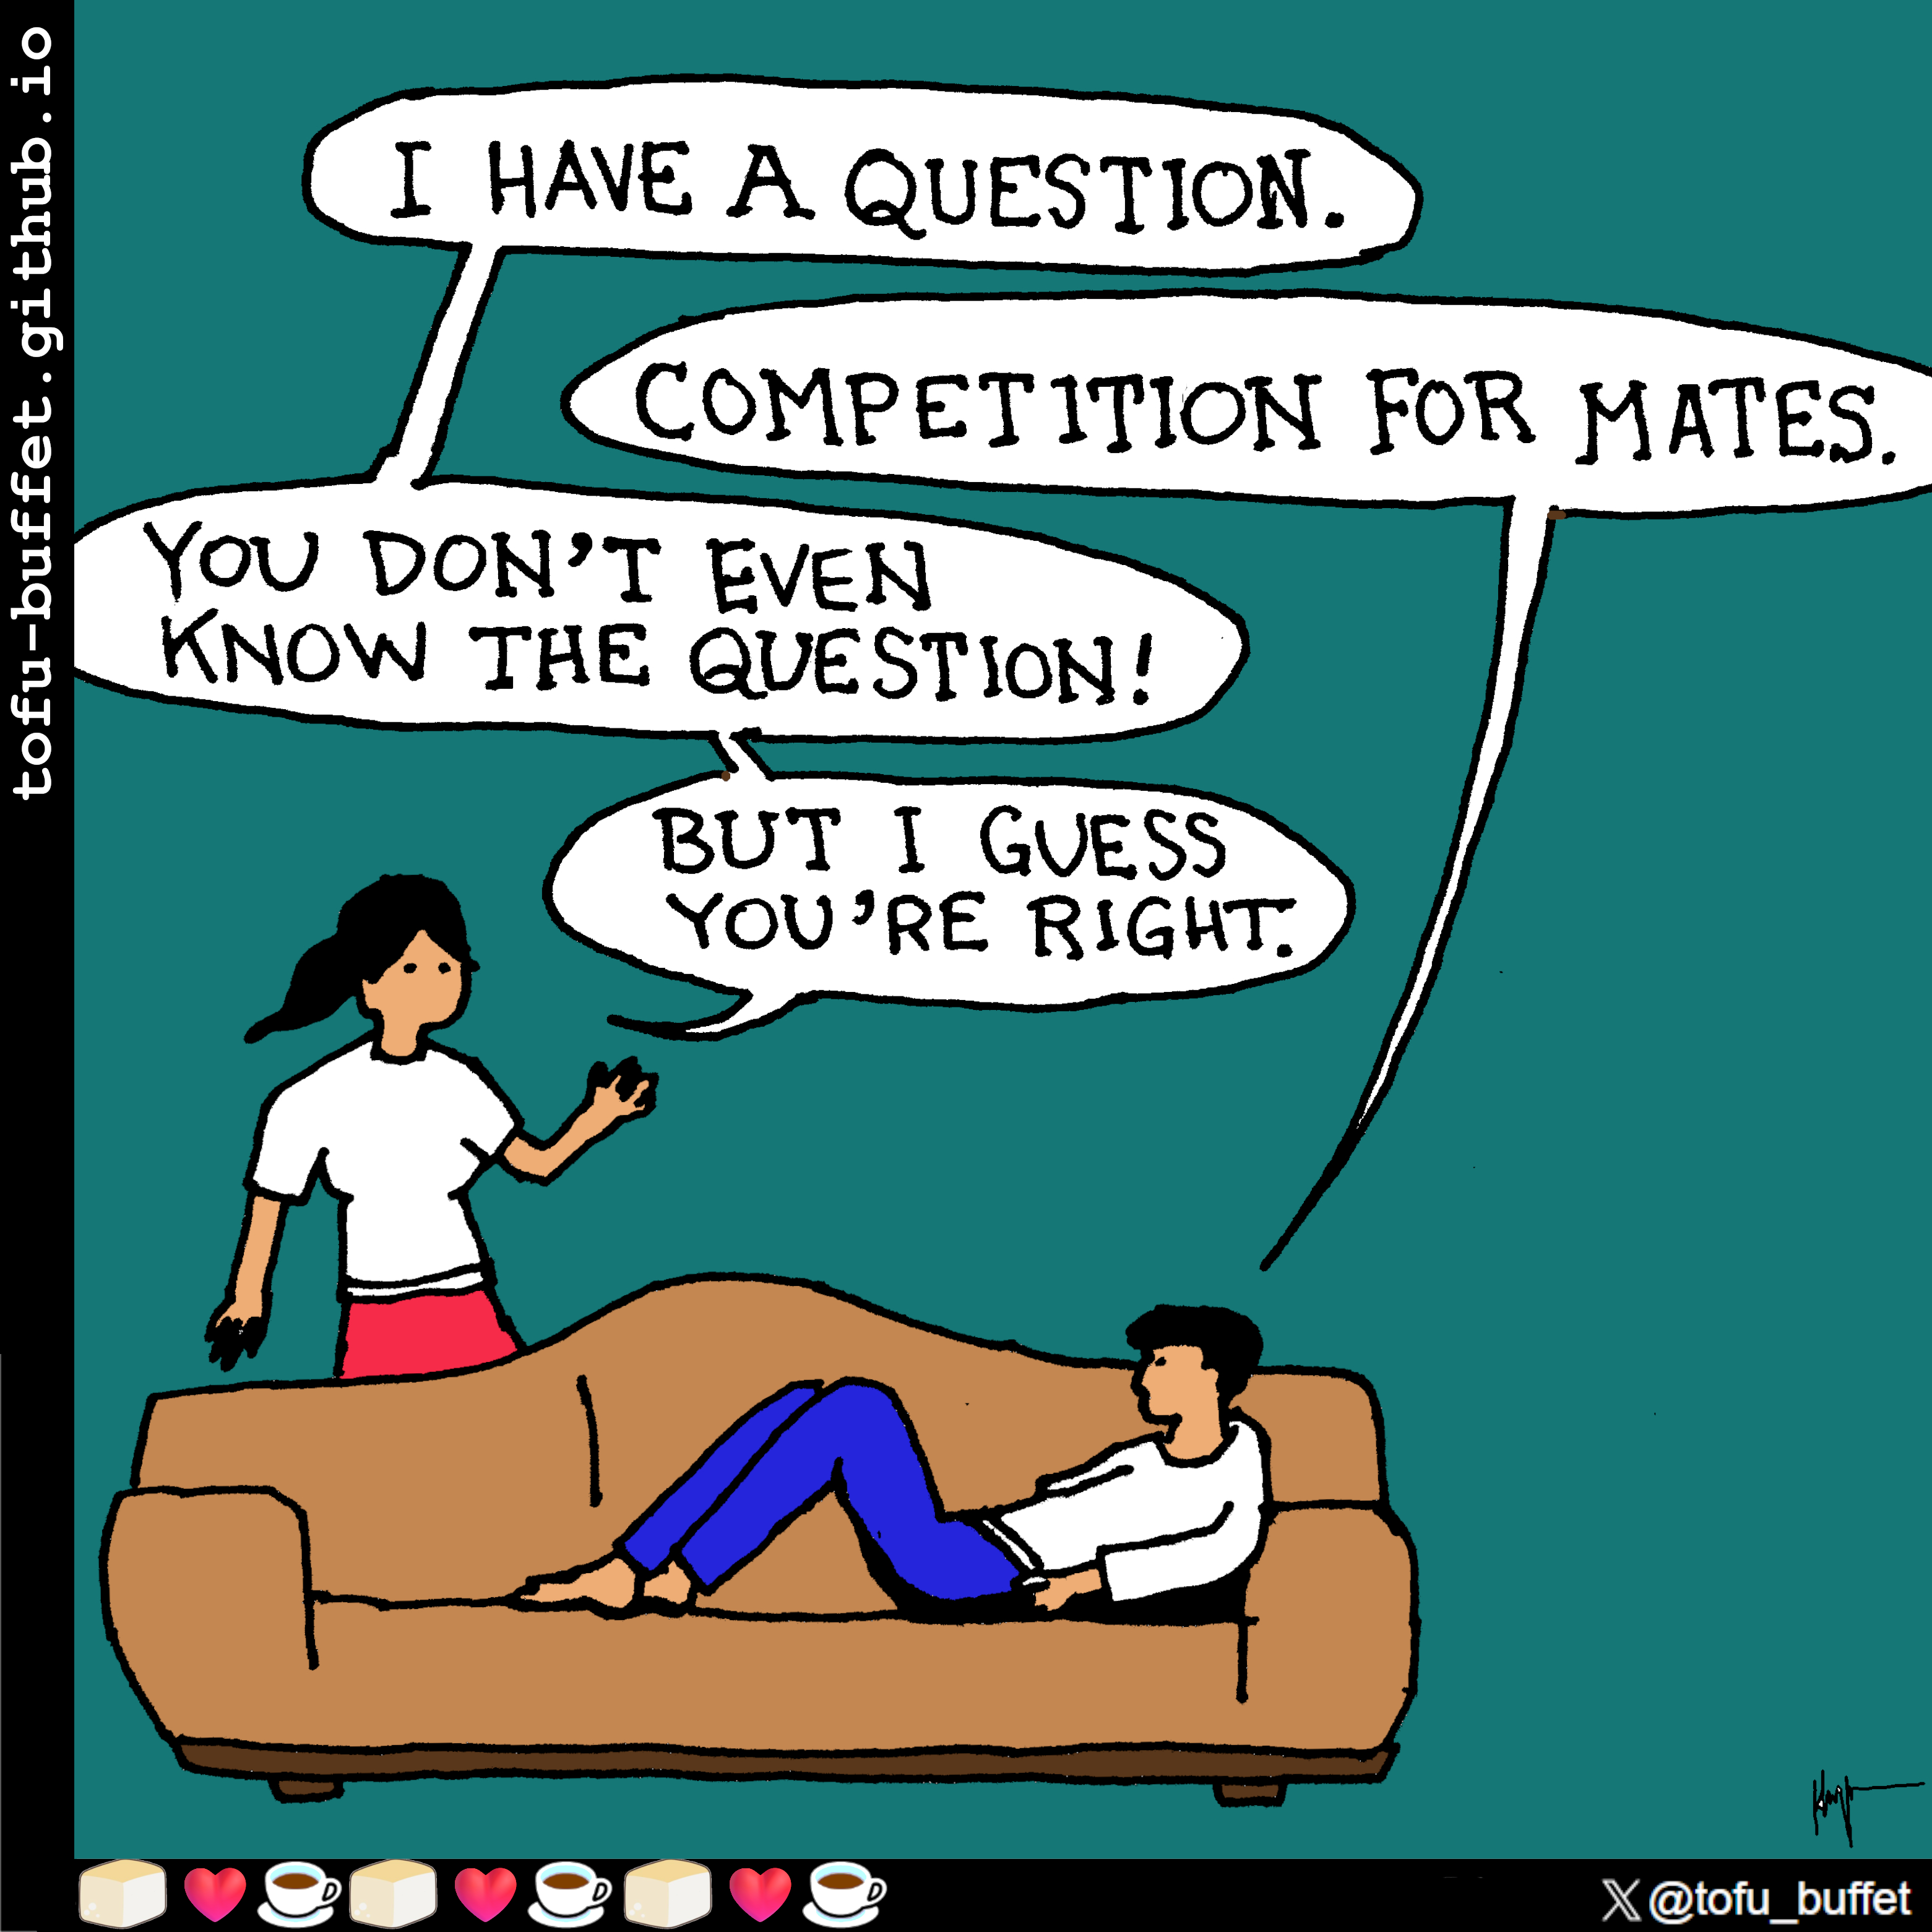 tofu-buffet.github.io
I HAVE A QUESTION.
COMPETITION FOR MATES.
YOU DON'T EVEN
KNOW THE QUESTION!
BUT I GUESS
YOU'RE RIGHT.
𝕏 @tofu_buffet